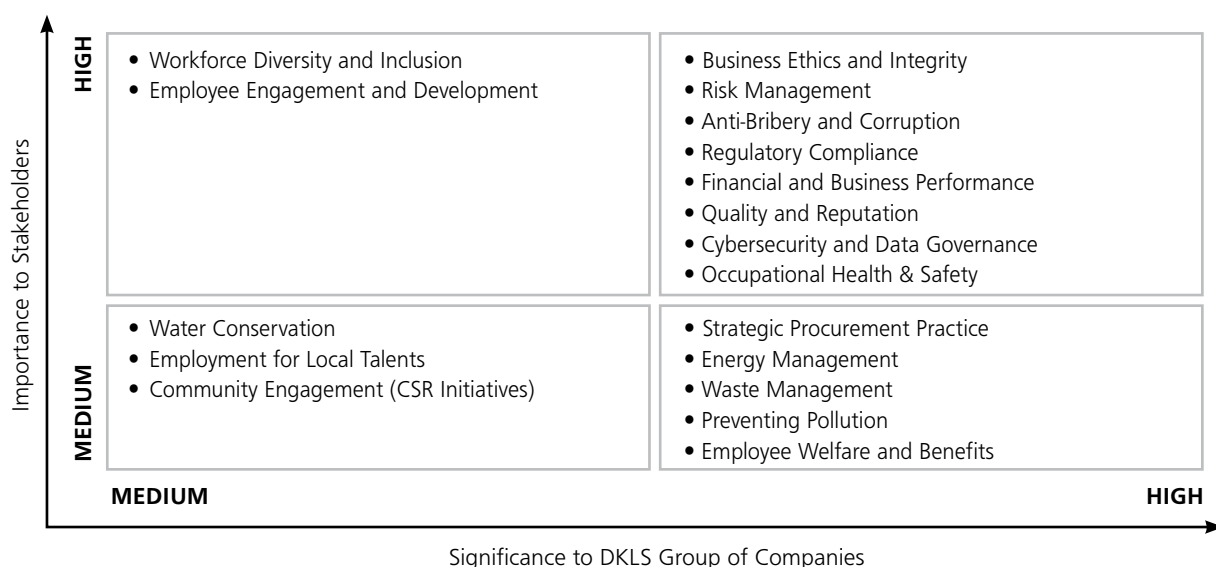 Importance to Stakeholders
HIGH
• Workforce Diversity and Inclusion
• Employee Engagement and Development
• Business Ethics and Integrity
• Risk Management
• Anti-Bribery and Corruption
• Regulatory Compliance
• Financial and Business Performance
• Quality and Reputation
• Cybersecurity and Data Governance
• Occupational Health & Safety
MEDIUM
• Water Conservation
• Employment for Local Talents
• Community Engagement (CSR Initiatives)
• Strategic Procurement Practice
• Energy Management
• Waste Management
• Preventing Pollution
• Employee Welfare and Benefits
MEDIUM
HIGH
Significance to DKLS Group of Companies